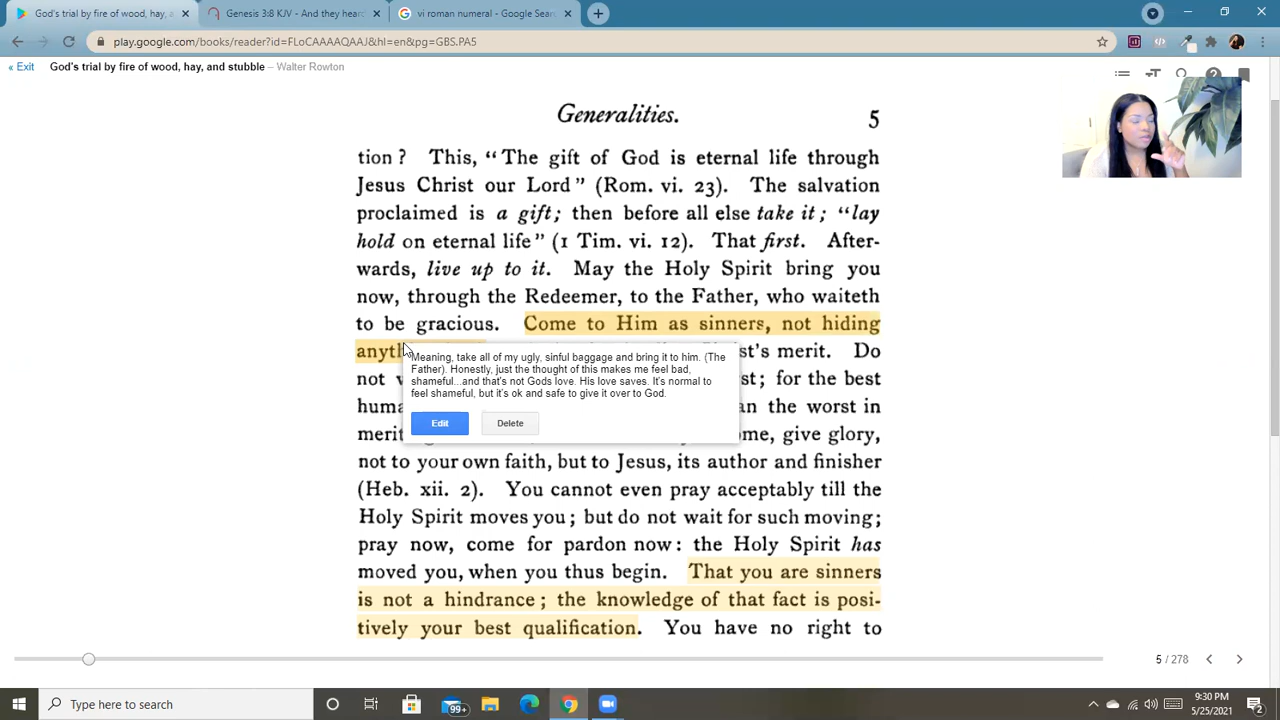 God's trial by fire of wood, hay, a
Genesis 3:8 KJV - And they hear
vi roman numeral - Google Sear
play.google.com/books/reader?id=FLoCAAAAQAAJ&hl=en&pg=GBS.PA5
« Exit God's trial by fire of wood, hay, and stubble – Walter Rowton
Generalities. 5
tion? This, "The gift of God is eternal life through
Jesus Christ our Lord" (Rom. vi. 23). The salvation
proclaimed is a gift; then before all else take it; "lay
hold on eternal life" (1 Tim. vi. 12). That first. After-
wards, live up to it. May the Holy Spirit bring you
now, through the Redeemer, to the Father, who waiteth
to be gracious. Come to Him as sinners, not hiding
anyt st's merit. Do
not st; for the best
huma an the worst in
merit me, give glory,
Meaning, take all of my ugly, sinful baggage and bring it to him. (The
Father). Honestly, just the thought of this makes me feel bad,
shameful...and that's not Gods love. His love saves. It's normal to
feel shameful, but it's ok and safe to give it over to God.
Edit Delete
not to your own faith, but to Jesus, its author and finisher
(Heb. xii. 2). You cannot even pray acceptably till the
Holy Spirit moves you; but do not wait for such moving;
pray now, come for pardon now: the Holy Spirit has
moved you, when you thus begin. That you are sinners
is not a hindrance; the knowledge of that fact is posi-
tively your best qualification. You have no right to
5 / 278
Type here to search
99+
9:30 PM
5/25/2021
2